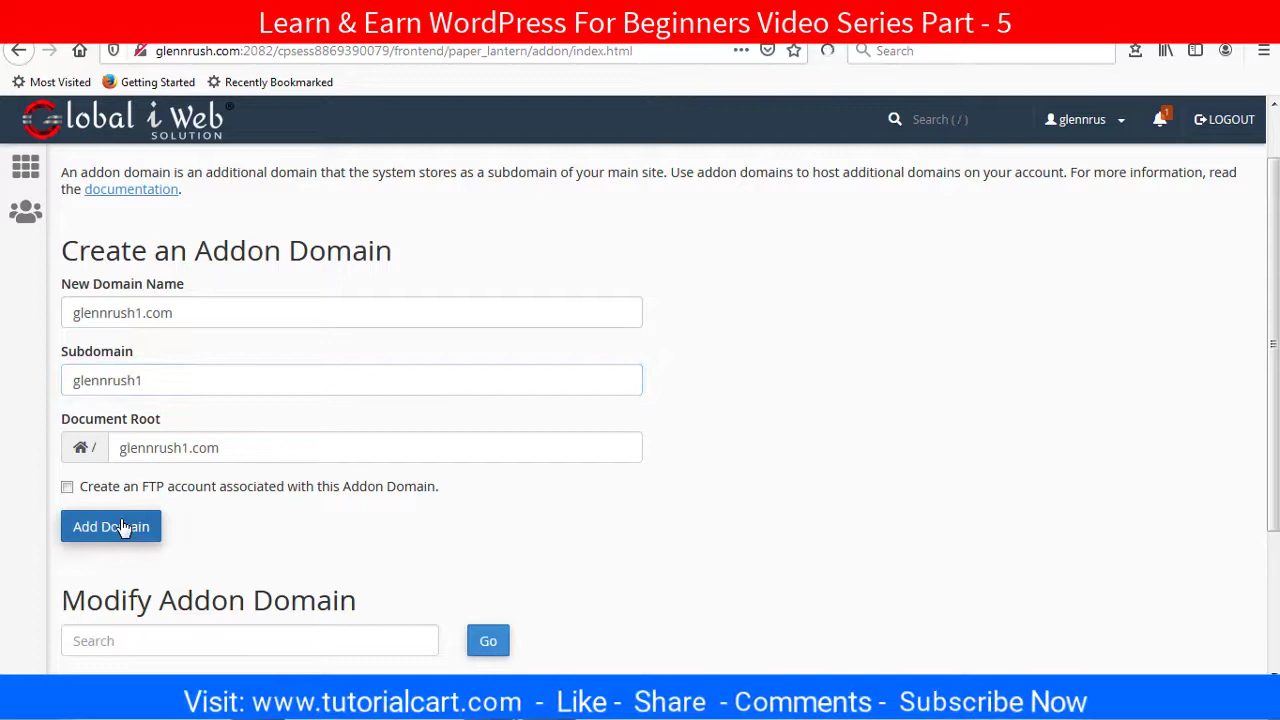 Learn & Earn WordPress For Beginners Video Series Part - 5
glennrush.com:2082/cpsess8869390079/frontend/paper_lantern/addon/index.html
Search
Most Visited
Getting Started
Recently Bookmarked
Global i Web ®
SOLUTION
Search ( / )
glennrus
1
LOGOUT
An addon domain is an additional domain that the system stores as a subdomain of your main site. Use addon domains to host additional domains on your account. For more information, read
the documentation.
Create an Addon Domain
New Domain Name
glennrush1.com
Subdomain
glennrush1
Document Root
/ glennrush1.com
Create an FTP account associated with this Addon Domain.
Add Domain
Modify Addon Domain
Search
Go
Visit: www.tutorialcart.com - Like - Share - Comments - Subscribe Now